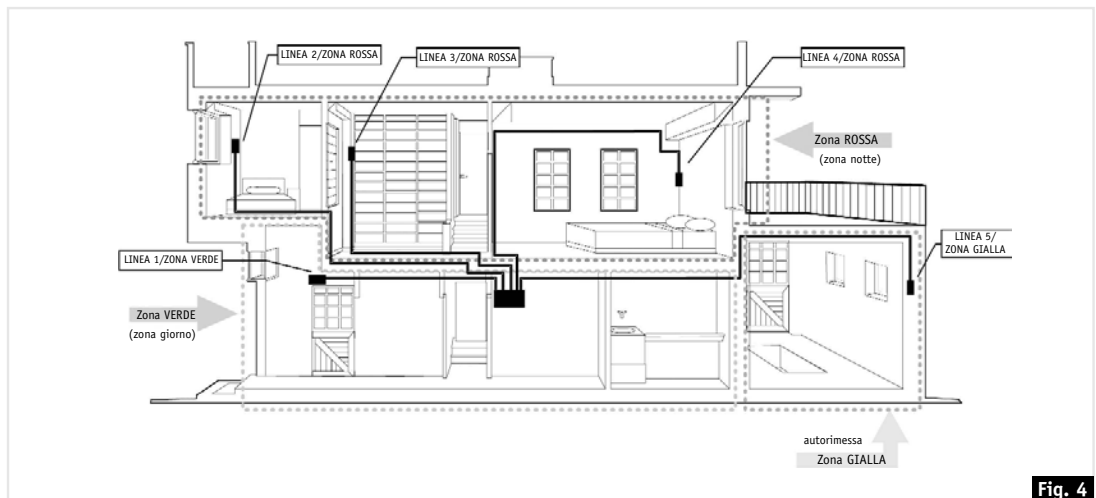 LINEA 2/ZONA ROSSA
LINEA 3/ZONA ROSSA
LINEA 4/ZONA ROSSA
Zona ROSSA
(zona notte)
LINEA 1/ZONA VERDE
LINEA 5/
ZONA GIALLA
Zona VERDE
(zona giorno)
autorimessa
Zona GIALLA
Fig. 4